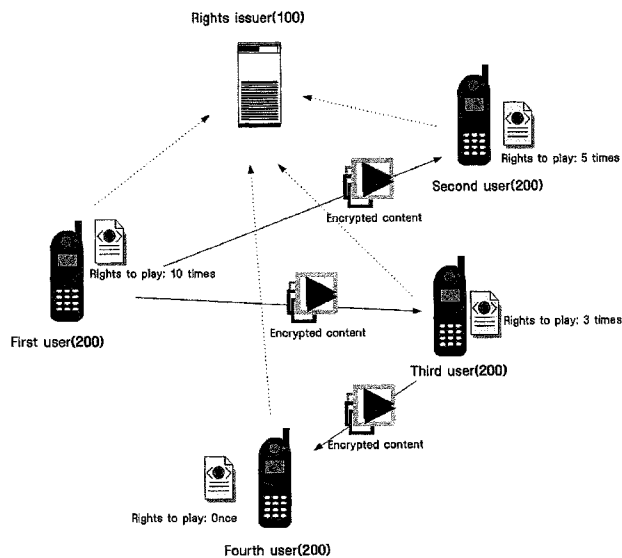 Rights issuer(100)
Rights to play: 5 times
Second user(200)
Encrypted content
Rights to play: 10 times
First user(200)
Encrypted content
Rights to play: 3 times
Third user(200)
Encrypted content
Rights to play: Once
Fourth user(200)